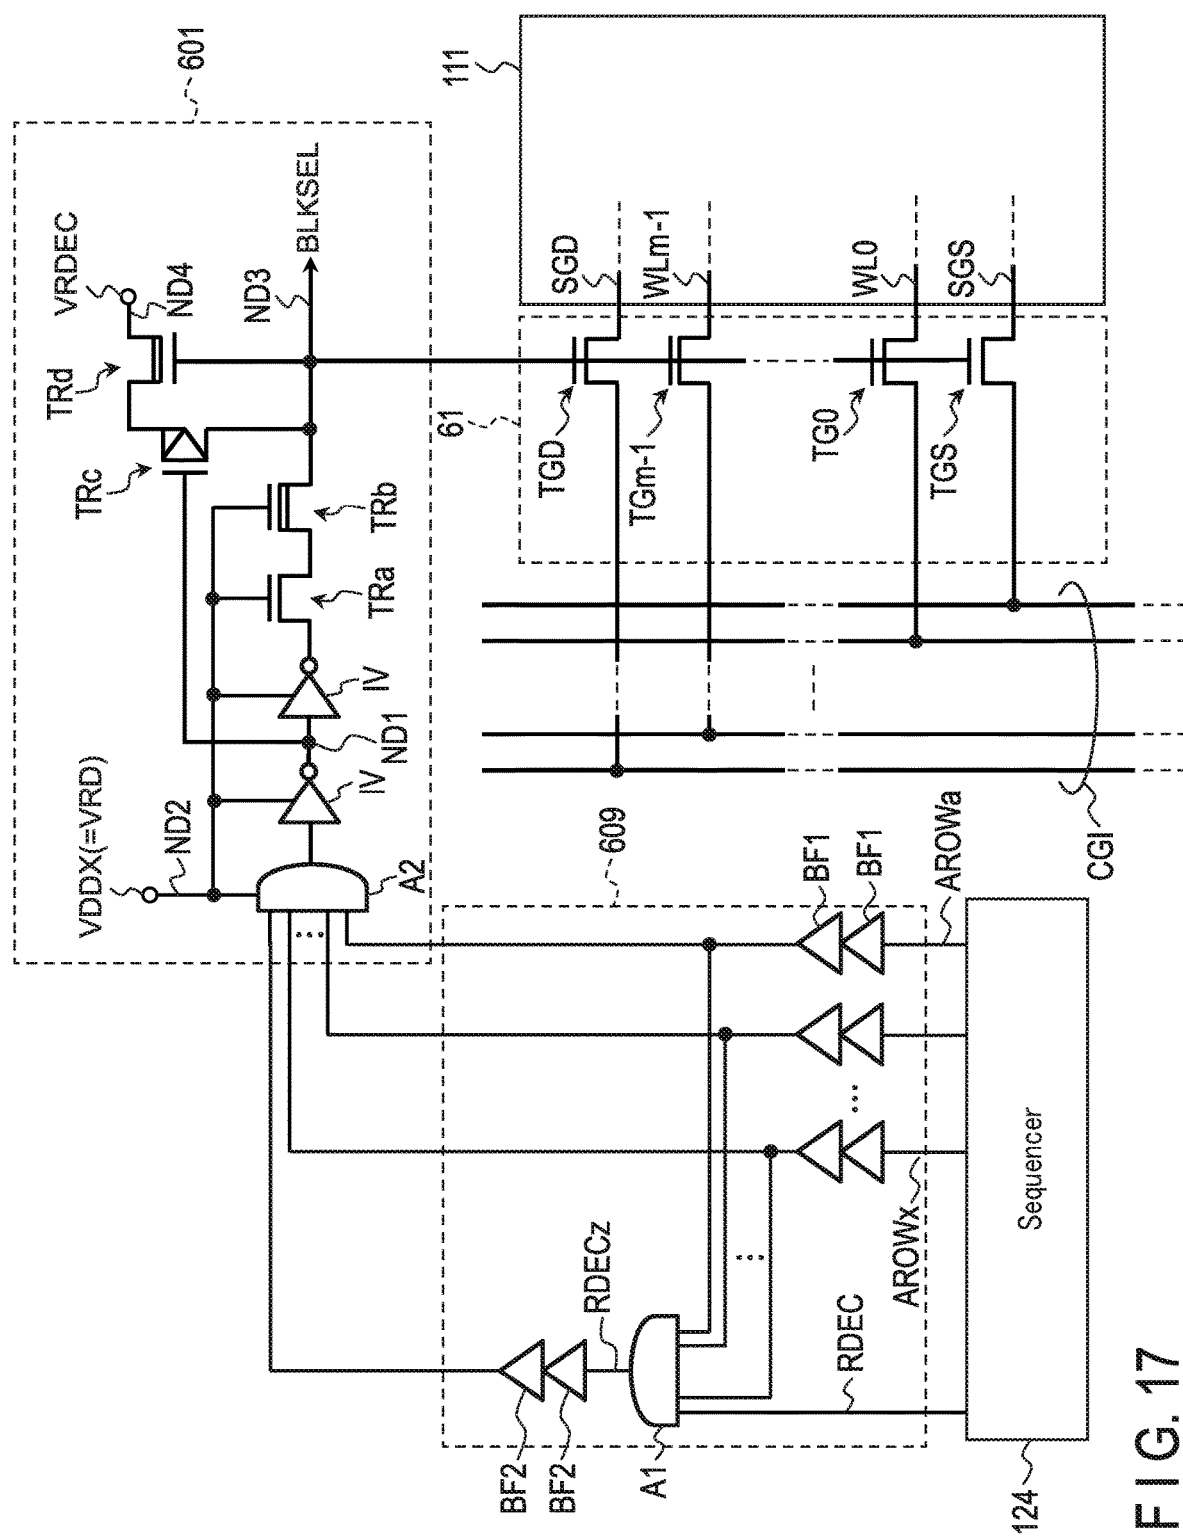 601
VDDX(=VRD)
ND2
TRc
TRd
VRDEC
ND4
ND3
BLKSEL
A2
IV
ND1
IV
TRa
TRb
111
SGD
WLm-1
WL0
SGS
61
TGD
TGm-1
TG0
TGS
CGI
609
BF2
BF2
RDECz
A1
RDEC
BF1
BF1
AROWx
AROWa
Sequencer
124
FIG. 17